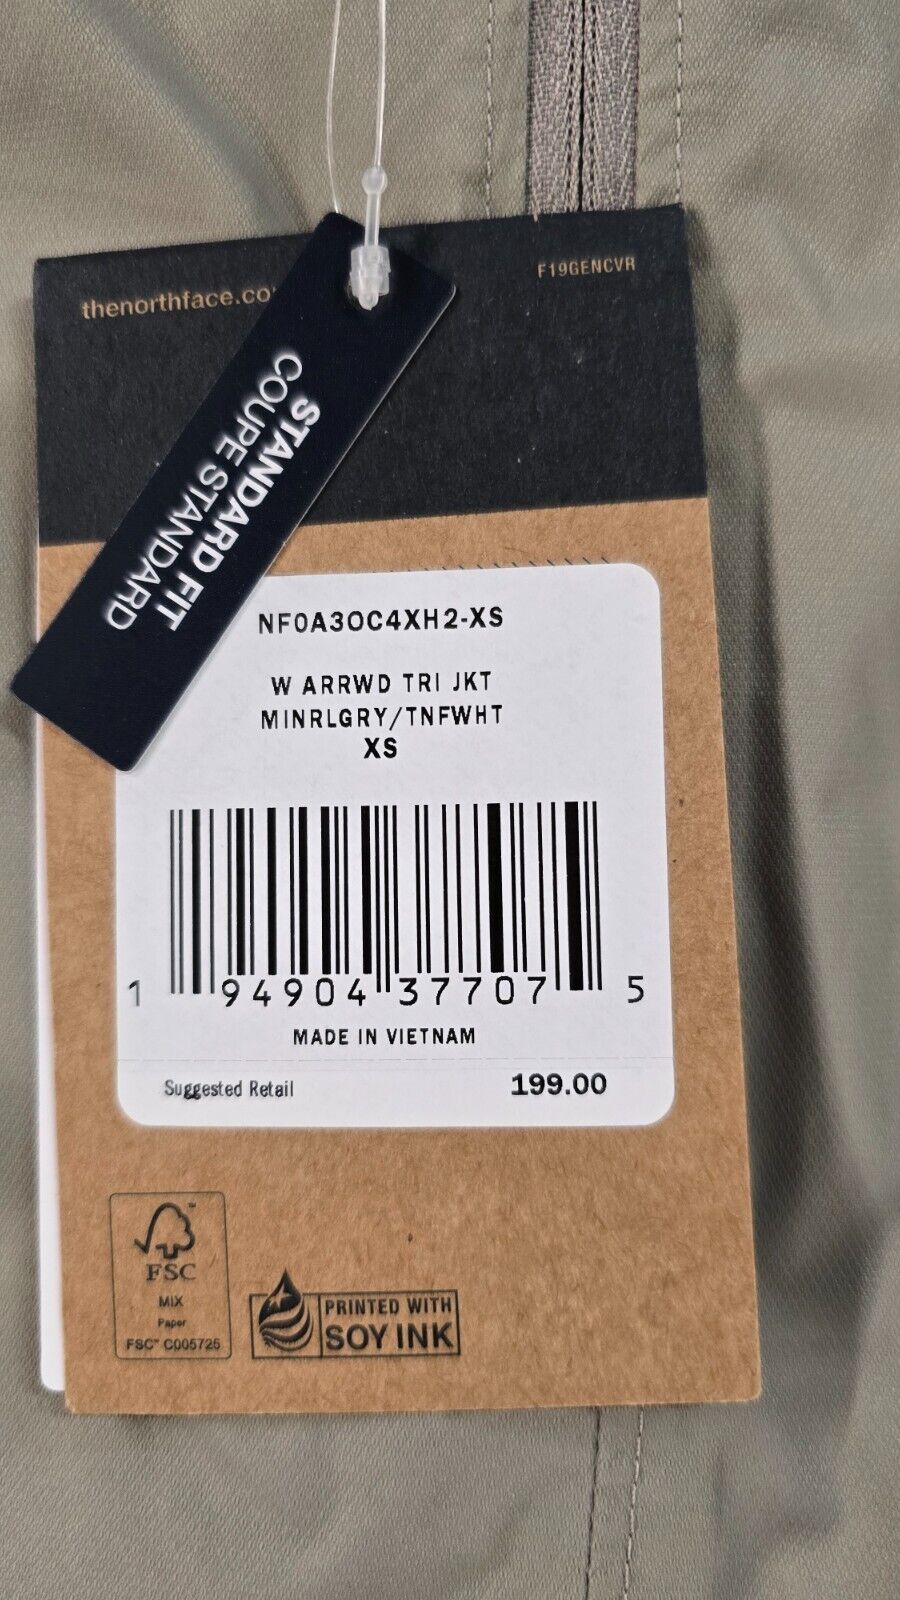 thenorthface.co
F19GENCVR
STANDARD FIT
COUPE STANDARD
NF0A3OC4XH2-XS
W ARRWD TRI JKT
MINRLGRY/TNFWHT
XS
1 94904 37707 5
MADE IN VIETNAM
Suggested Retail 199.00
FSC
MIX
Paper
FSC™ C005725
PRINTED WITH
SOY INK